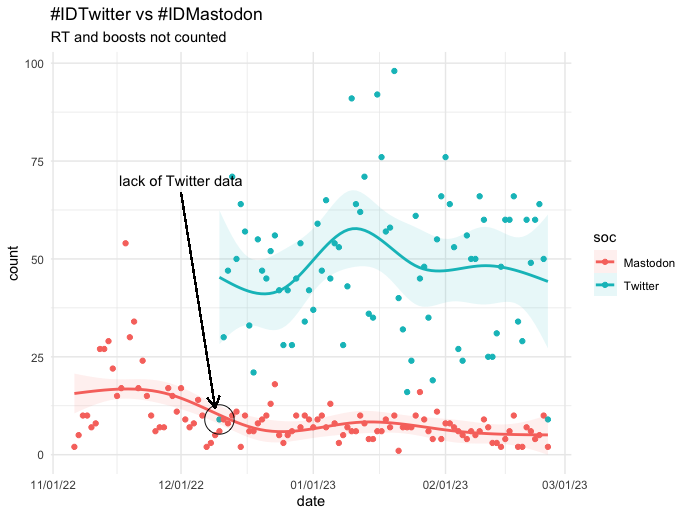 #IDTwitter vs #IDMastodon
RT and boosts not counted
100
75
50
25
0
count
lack of Twitter data
11/01/22 12/01/22 01/01/23 02/01/23 03/01/23
date
soc
Mastodon
Twitter